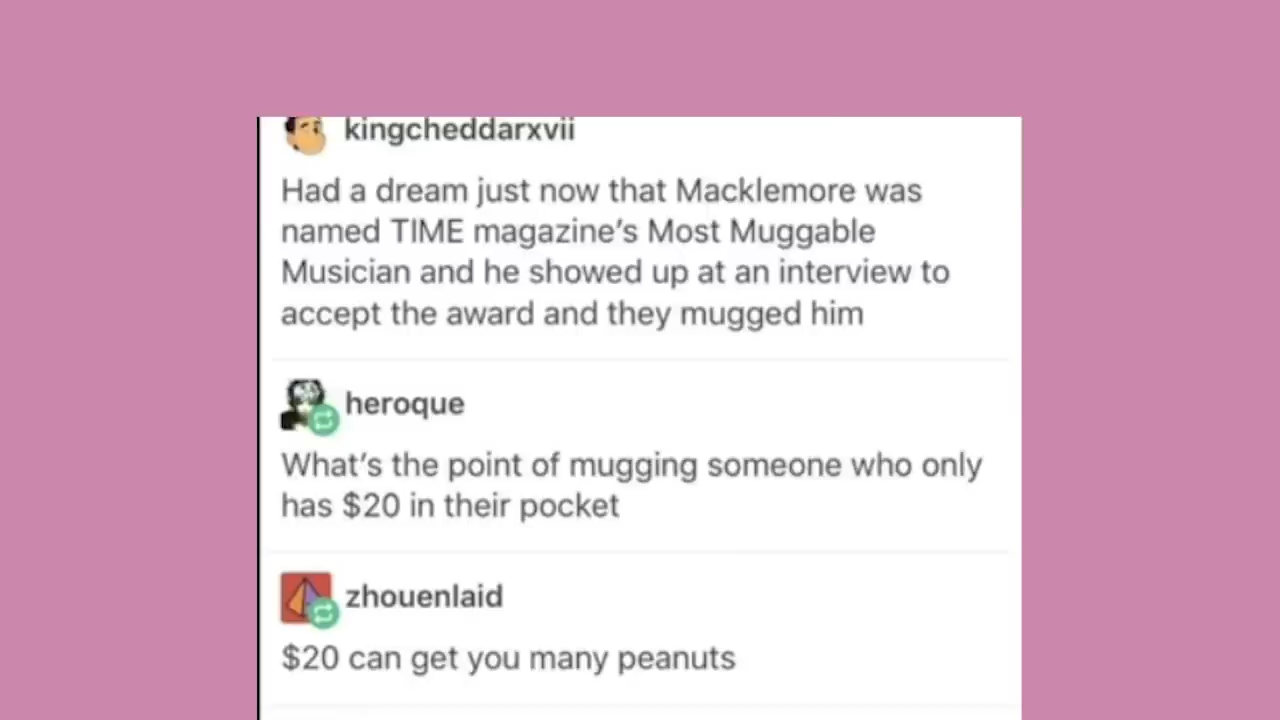 kingcheddarxvii
Had a dream just now that Macklemore was
named TIME magazine’s Most Muggable
Musician and he showed up at an interview to
accept the award and they mugged him
heroque
What’s the point of mugging someone who only
has $20 in their pocket
zhouenlaid
$20 can get you many peanuts